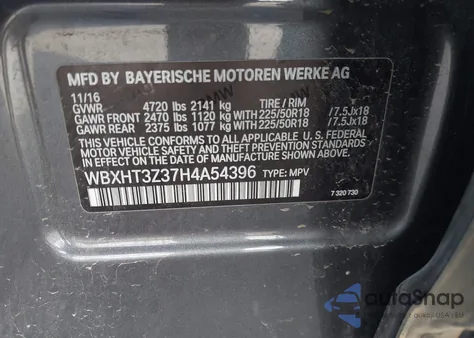 MFD BY BAYERISCHE MOTOREN WERKE AG
11/16
GVWR 4720 lbs 2141 kg TIRE / RIM
GAWR FRONT 2470 lbs 1120 kg WITH 225/50R18 /7.5Jx18
GAWR REAR 2375 lbs 1077 kg WITH 225/50R18 /7.5Jx18
THIS VEHICLE CONFORMS TO ALL APPLICABLE U.S. FEDERAL
MOTOR VEHICLE SAFETY, BUMPER, AND THEFT PREVENTION
STANDARDS IN EFFECT ON THE DATE OF MANUFACTURE SHOWN ABOVE.
WBXHT3Z37H4A54396 TYPE: MPV
7 320 730
autoSnap